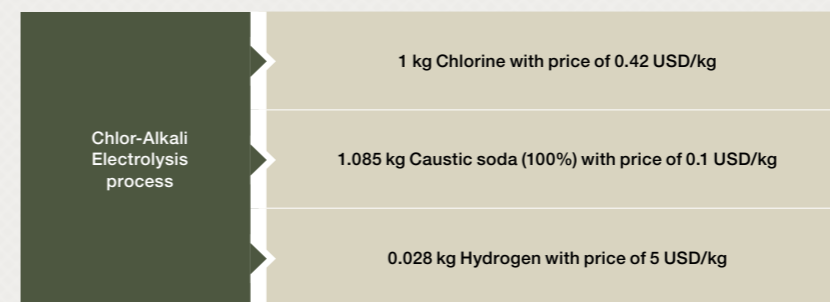 Chlor-Alkali
Electrolysis
process
1 kg Chlorine with price of 0.42 USD/kg
1.085 kg Caustic soda (100%) with price of 0.1 USD/kg
0.028 kg Hydrogen with price of 5 USD/kg